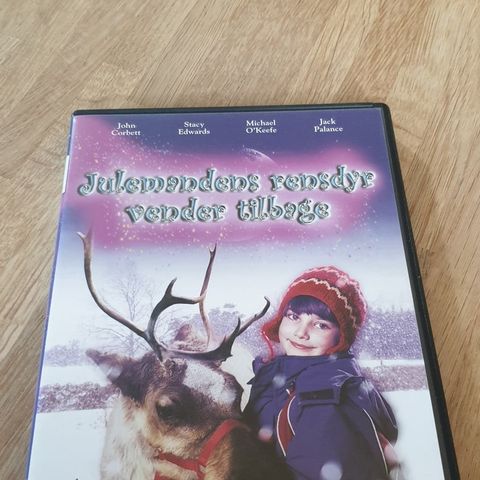 John Corbett
Stacy Edwards
Michael O'Keefe
Jack Palance
Julemandens rensdyr
vender tilbage